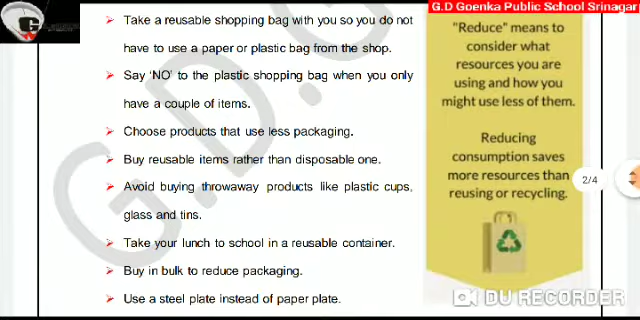 G.D Goenka Public School Srinagar
Take a reusable shopping bag with you so you do not
have to use a paper or plastic bag from the shop.
Say ‘NO’ to the plastic shopping bag when you only
have a couple of items.
Choose products that use less packaging.
Buy reusable items rather than disposable one.
Avoid buying throwaway products like plastic cups,
glass and tins.
Take your lunch to school in a reusable container.
Buy in bulk to reduce packaging.
Use a steel plate instead of paper plate.
"Reduce" means to
consider what
resources you are
using and how you
might use less of them.
Reducing
consumption saves
more resources than
reusing or recycling.
2/4
DU RECORDER
G.D.G